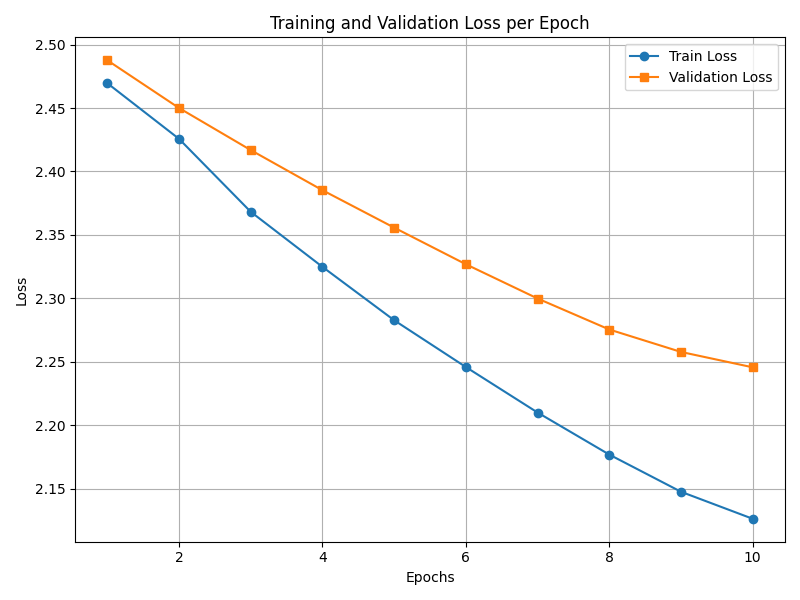 Training and Validation Loss per Epoch
Train Loss
Validation Loss
2.50
2.45
2.40
2.35
2.30
2.25
2.20
2.15
Loss
2
4
6
8
10
Epochs